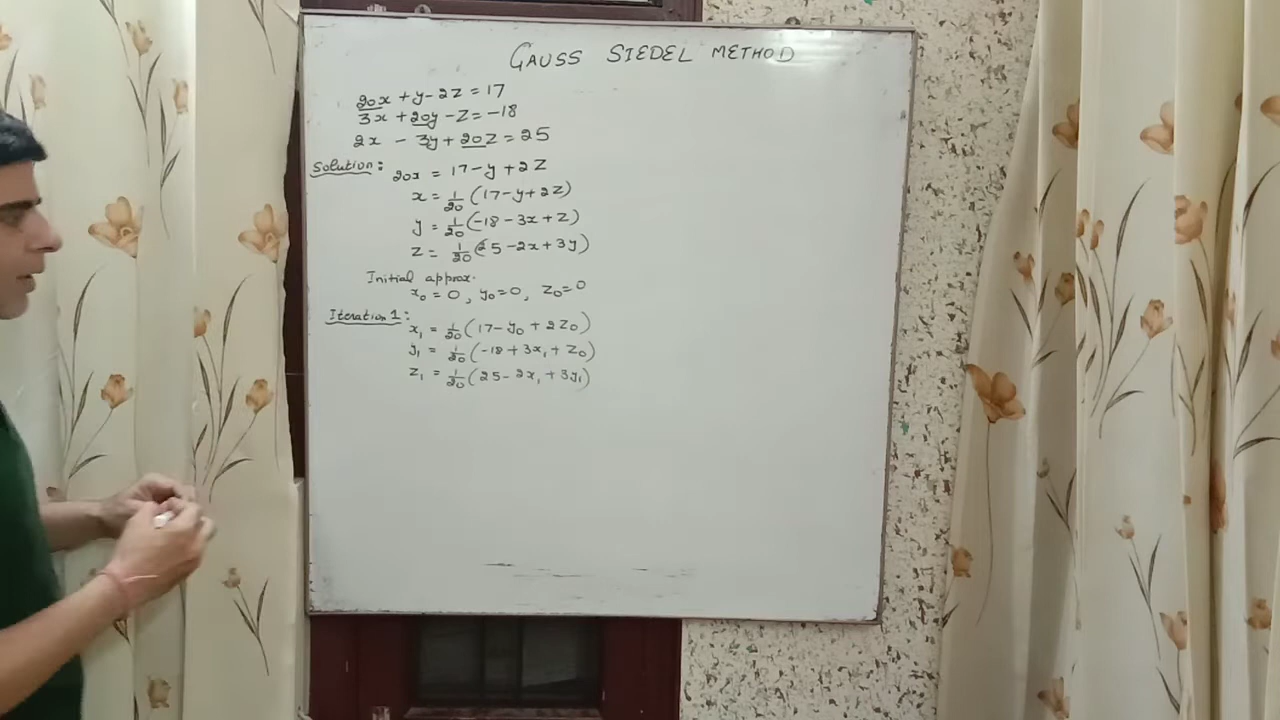 GAUSS SIEDEL METHOD
20x + y - 2z = 17
3x + 20y - z = -18
2x - 3y + 20z = 25
Solution: 20x = 17 - y + 2z
x = 1/20 (17 - y + 2z)
y = 1/20 (-18 - 3x + z)
z = 1/20 (25 - 2x + 3y)
Initial approx.
x₀ = 0, y₀ = 0, z₀ = 0
Iteration 1: x₁ = 1/20 (17 - y₀ + 2z₀)
y₁ = 1/20 (-18 + 3x₁ + z₀)
z₁ = 1/20 (25 - 2x₁ + 3y₁)